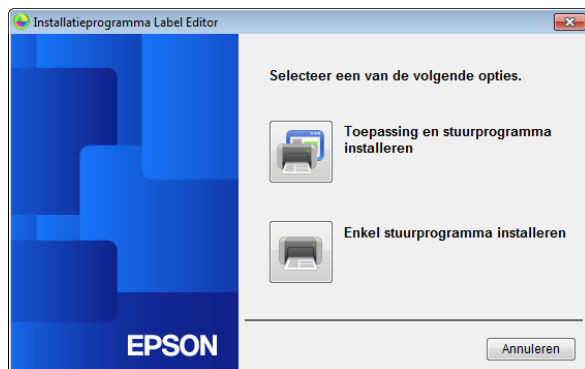 Installatieprogramma Label Editor
Selecteer een van de volgende opties.
Toepassing en stuurprogramma
installeren
Enkel stuurprogramma installeren
EPSON
Annuleren